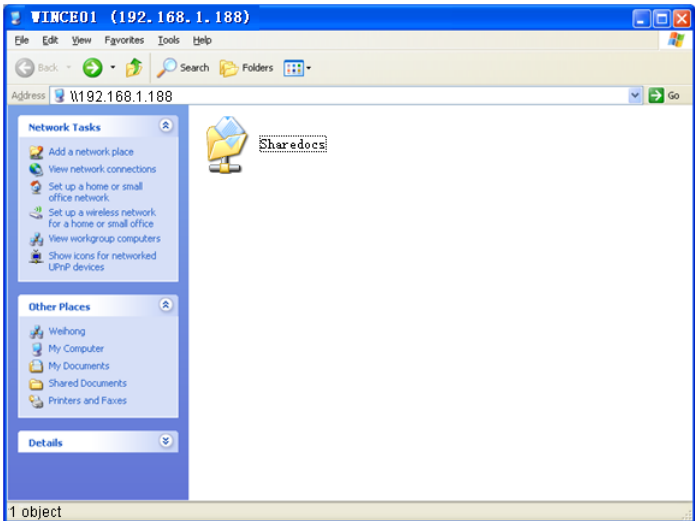 WINCE01 (192.168.1.188)
File Edit View Favorites Tools Help
Back Search Folders
Address \\192.168.1.188 Go
Network Tasks
Add a network place
View network connections
Set up a home or small
office network
Set up a wireless network
for a home or small office
View workgroup computers
Show icons for networked
UPnP devices
Other Places
Weihong
My Computer
My Documents
Shared Documents
Printers and Faxes
Details
Sharedocs
1 object